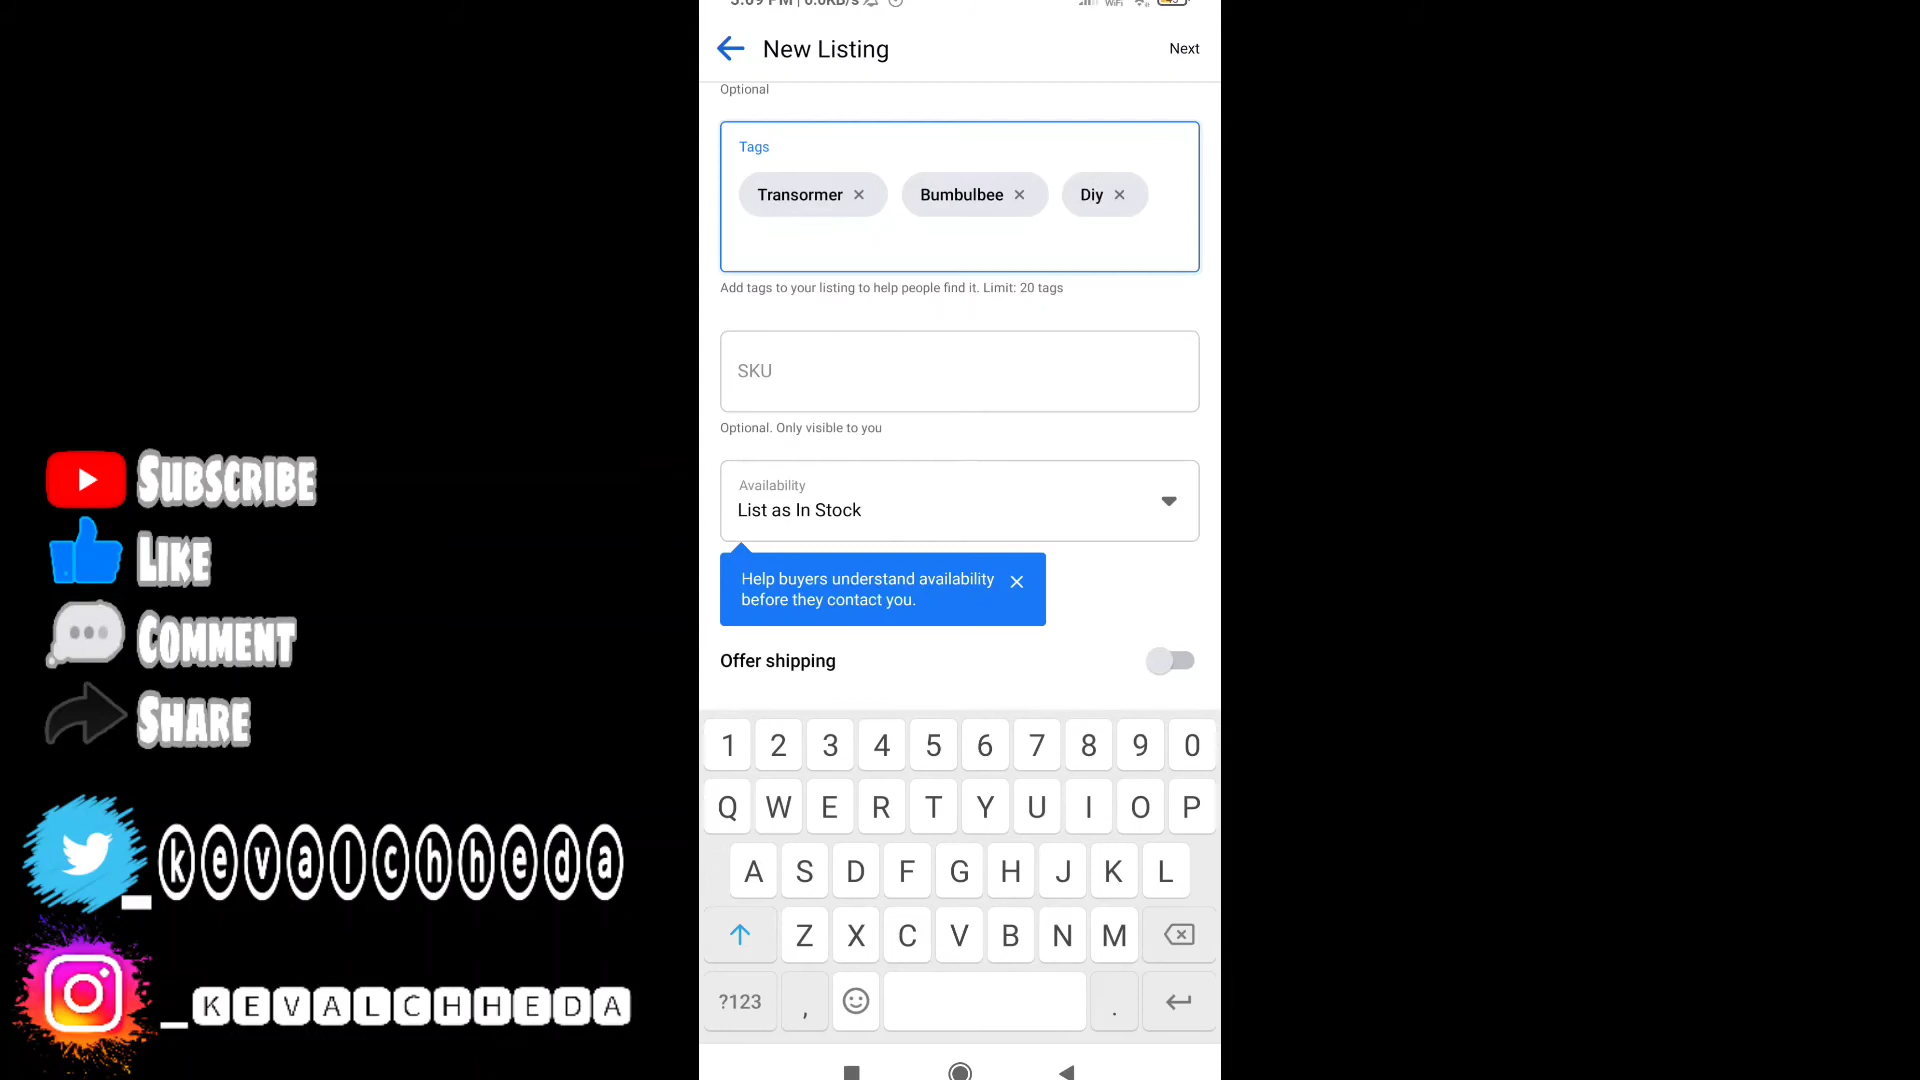 New Listing
Next
Optional
Tags
Transormer
Bumbulbee
Diy
Add tags to your listing to help people find it. Limit: 20 tags
SKU
Optional. Only visible to you
Availability
List as In Stock
Help buyers understand availability
before they contact you.
Offer shipping
1 2 3 4 5 6 7 8 9 0
Q W E R T Y U I O P
A S D F G H J K L
Z X C V B N M
?123 , .
SUBSCRIBE
LIKE
COMMENT
SHARE
_kevalchheda
_KEVALCHHEDA